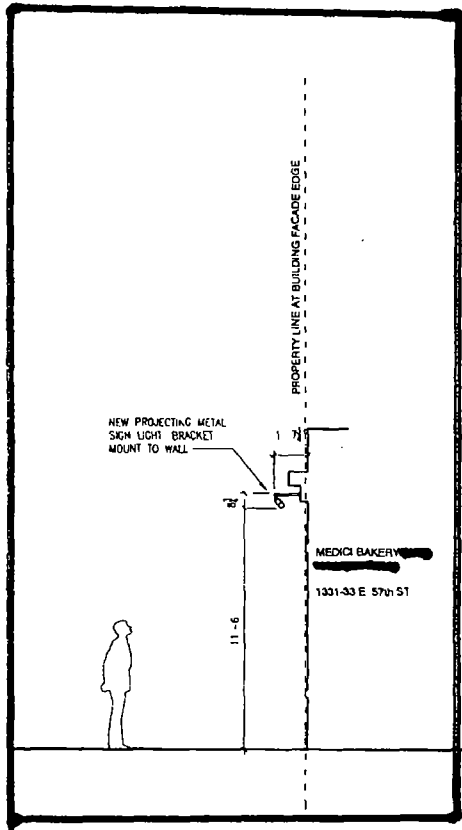 PROPERTY LINE AT BUILDING FACADE EDGE
NEW PROJECTING METAL
SIGN LIGHT BRACKET
MOUNT TO WALL
1
11-6
MEDICI BAKERY
1331-33 E 57th ST